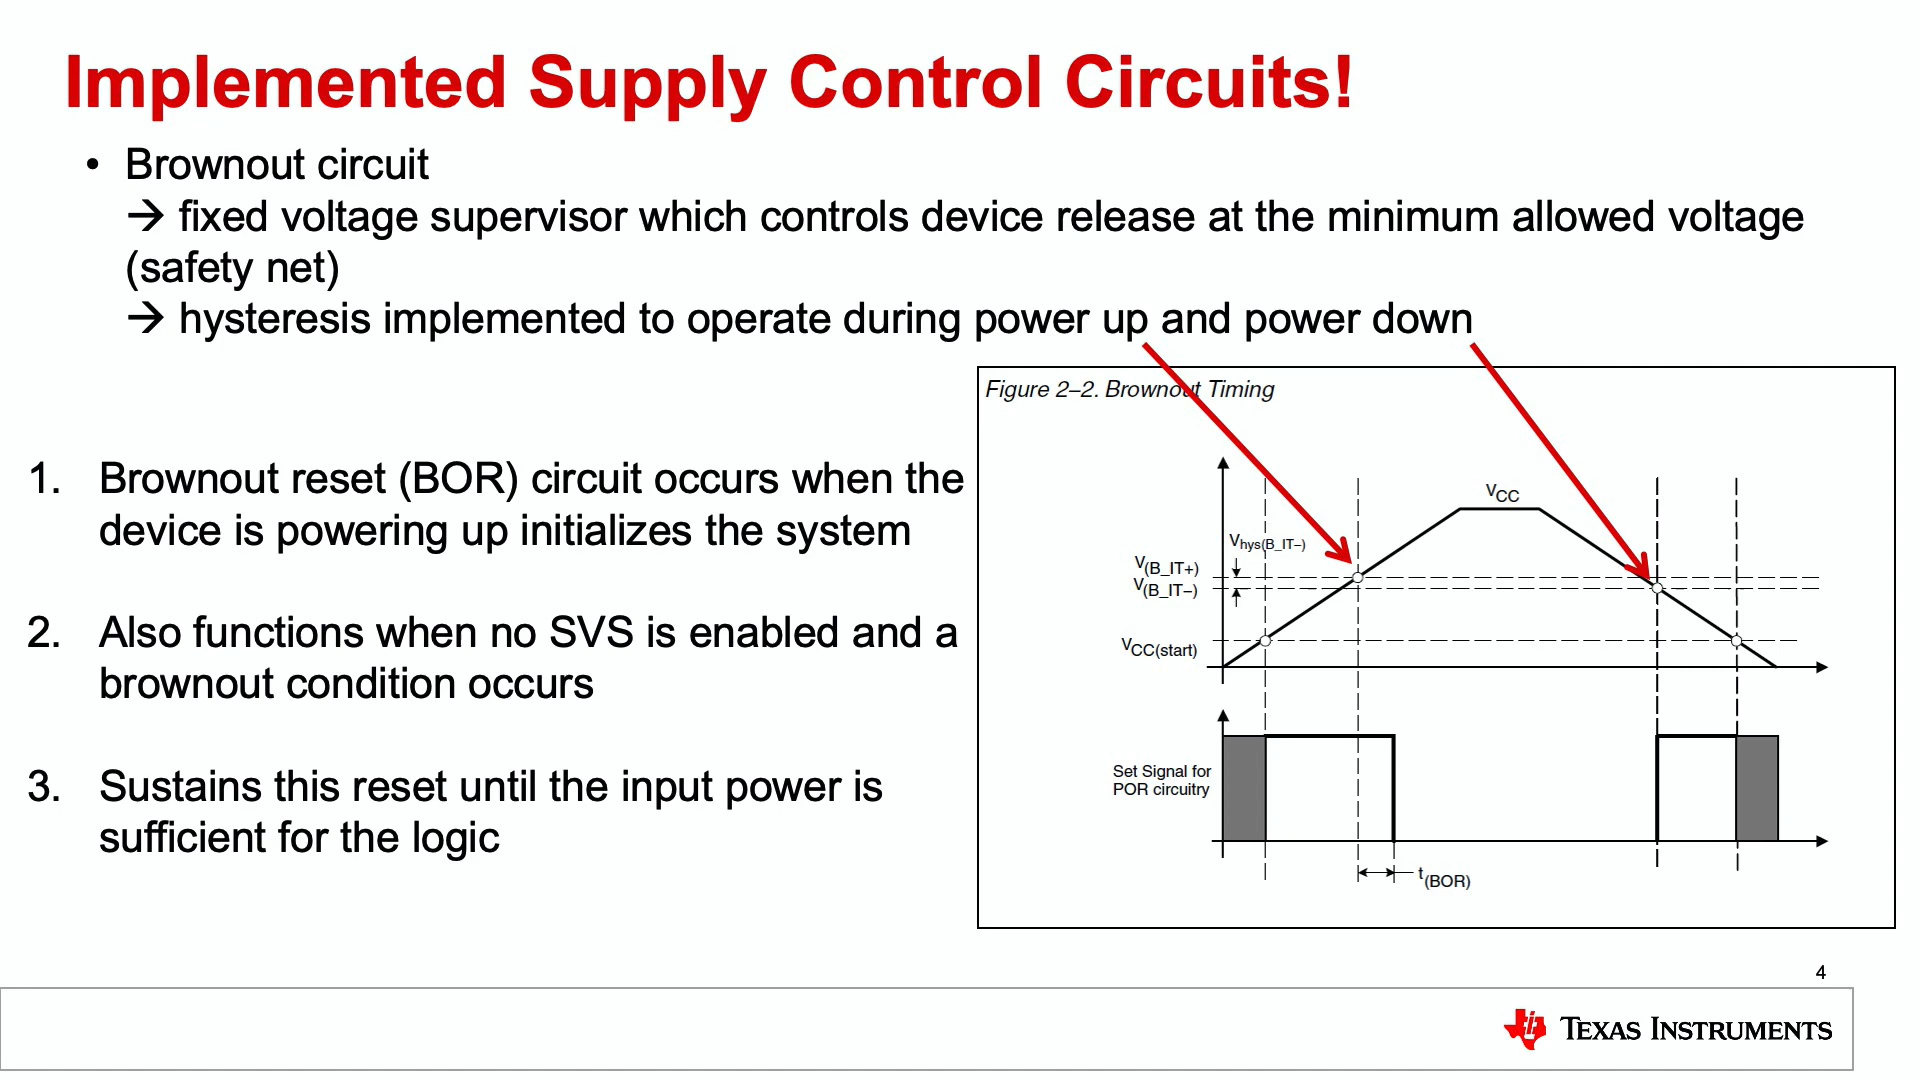 Implemented Supply Control Circuits!
• Brownout circuit
→ fixed voltage supervisor which controls device release at the minimum allowed voltage
(safety net)
→ hysteresis implemented to operate during power up and power down
1. Brownout reset (BOR) circuit occurs when the
device is powering up initializes the system
2. Also functions when no SVS is enabled and a
brownout condition occurs
3. Sustains this reset until the input power is
sufficient for the logic
Figure 2–2. Brownout Timing
VCC
Vhys(B_IT–)
V(B_IT+)
V(B_IT–)
VCC(start)
Set Signal for
POR circuitry
t(BOR)
4
TEXAS INSTRUMENTS